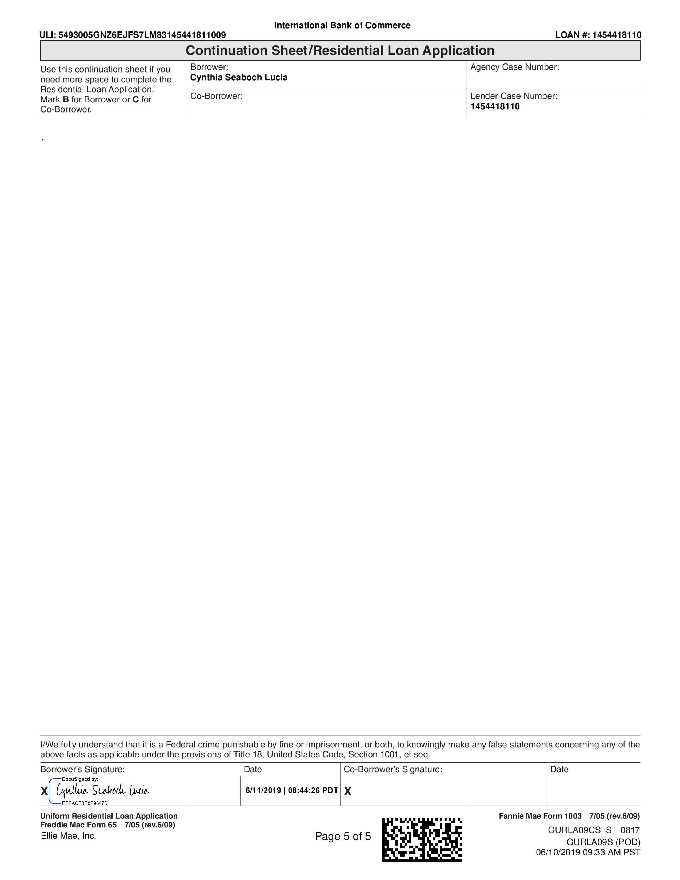 International Bank of Commerce
ULI: 5493005GNZ6EJFS7LM83145441811009 LOAN #: 1454418110
Continuation Sheet/Residential Loan Application
Use this continuation sheet if you
need more space to complete the
Residential Loan Application.
Mark B for Borrower or C for
Co-Borrower.
Borrower:
Cynthia Seaboch Lucia
Agency Case Number:
Co-Borrower:
Lender Case Number:
1454418110
I/We fully understand that it is a Federal crime punishable by fine or imprisonment, or both, to knowingly make any false statements concerning any of the
above facts as applicable under the provisions of Title 18, United States Code, Section 1001, et seq.
Borrower's Signature: Date Co-Borrower's Signature: Date
DocuSigned by:
X Cynthia Seaboch Lucia 6/11/2019 | 08:44:26 PDT X
Uniform Residential Loan Application
Freddie Mac Form 65 7/05 (rev.6/09)
Ellie Mae, Inc.
Page 5 of 5
Fannie Mae Form 1003 7/05 (rev.6/09)
GURLA09CS S 0817
GURLA09S (POD)
06/10/2019 09:33 AM PST